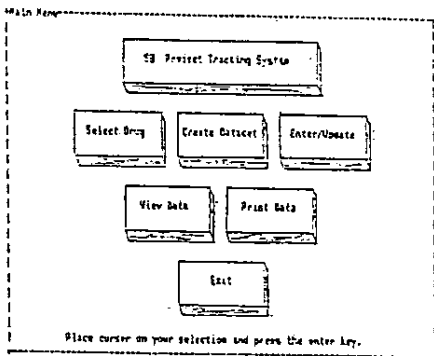 Main Menu
SB Project Tracking System
Select Drug Create Dataset Enter/Update
View Data Print Data
Exit
Place cursor on your selection and press the enter key.